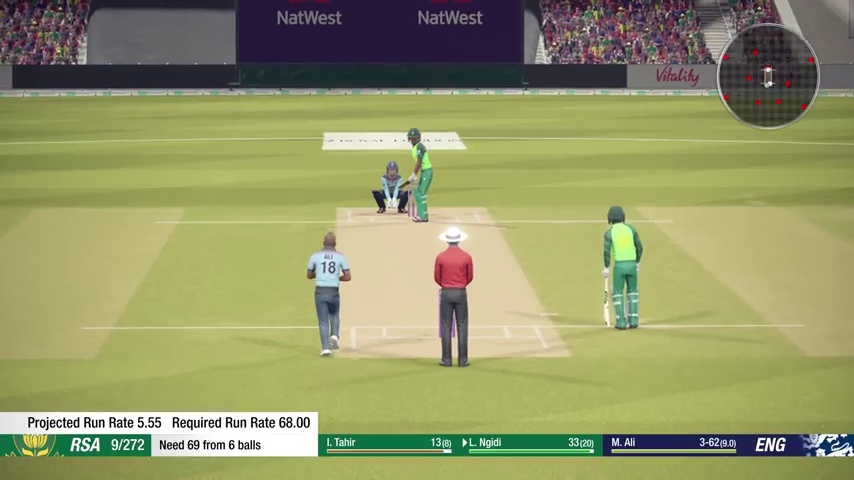 NatWest NatWest
Vitality
ALI
18
Projected Run Rate 5.55 Required Run Rate 68.00
RSA 9/272 Need 69 from 6 balls I. Tahir 13(8) L. Ngidi 33(20) M. Ali 3-62(9.0) ENG